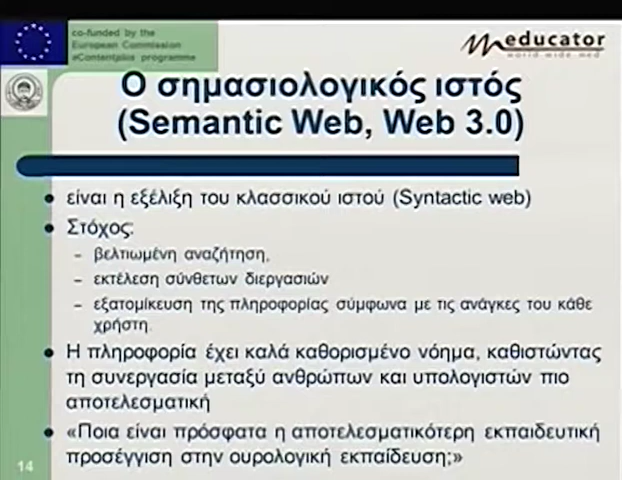 co-funded by the
European Commission
eContentplus programme
educator
world wide med
Ο σημασιολογικός ιστός
(Semantic Web, Web 3.0)
• είναι η εξέλιξη του κλασσικού ιστού (Syntactic web)
• Στόχος:
– βελτιωμένη αναζήτηση,
– εκτέλεση σύνθετων διεργασιών
– εξατομίκευση της πληροφορίας σύμφωνα με τις ανάγκες του κάθε
χρήστη.
• Η πληροφορία έχει καλά καθορισμένο νόημα, καθιστώντας
τη συνεργασία μεταξύ ανθρώπων και υπολογιστών πιο
αποτελεσματική
• «Ποια είναι πρόσφατα η αποτελεσματικότερη εκπαιδευτική
προσέγγιση στην ουρολογική εκπαίδευση;»
14